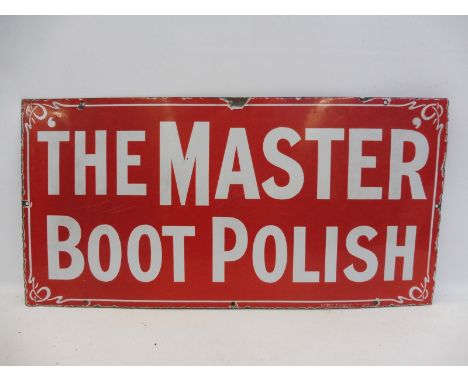 'THE MASTER'
BOOT POLISH